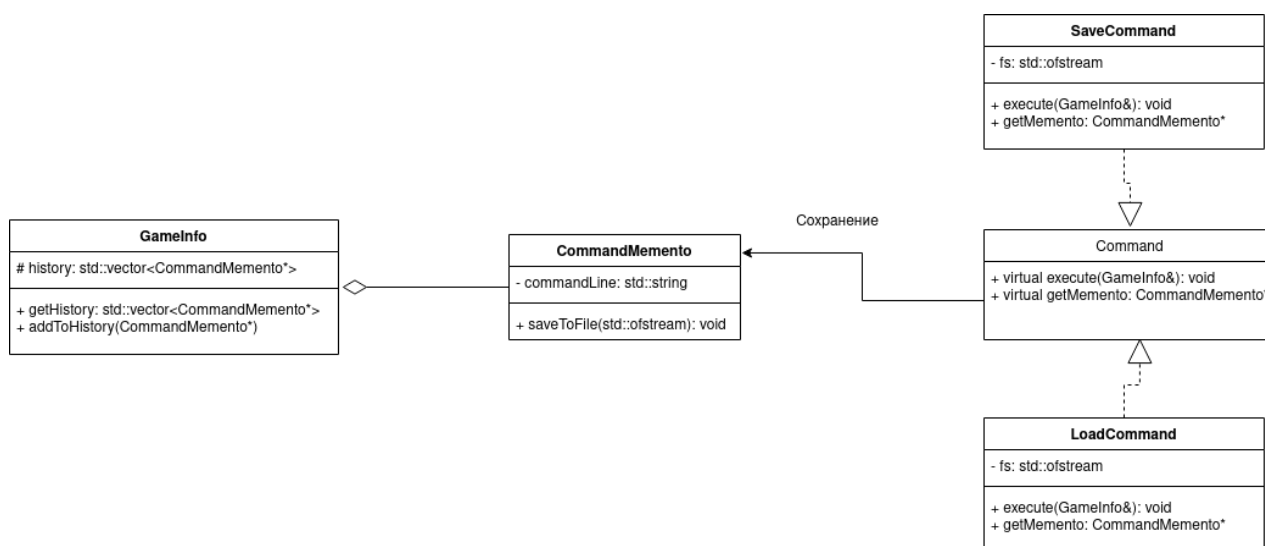 SaveCommand
- fs: std::ofstream
+ execute(GameInfo&): void
+ getMemento: CommandMemento*
Сохранение
GameInfo
# history: std::vector<CommandMemento*>
+ getHistory: std::vector<CommandMemento*>
+ addToHistory(CommandMemento*)
CommandMemento
- commandLine: std::string
+ saveToFile(std::ofstream): void
Command
+ virtual execute(GameInfo&): void
+ virtual getMemento: CommandMemento*
LoadCommand
- fs: std::ofstream
+ execute(GameInfo&): void
+ getMemento: CommandMemento*